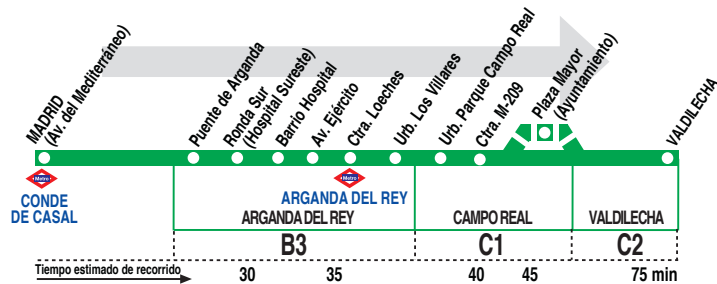 MADRID
(Av. del Mediterráneo)
Puente de Arganda
Ronda Sur
(Hospital Sureste)
Barrio Hospital
Av. Ejército
Ctra. Loeches
Urb. Los Villares
Urb. Parque Campo Real
Ctra. M-209
Plaza Mayor
(Ayuntamiento)
VALDILECHA
Metro
CONDE
DE CASAL
Metro
ARGANDA DEL REY
ARGANDA DEL REY
CAMPO REAL
VALDILECHA
B3
C1
C2
Tiempo estimado de recorrido
30
35
40
45
75 min